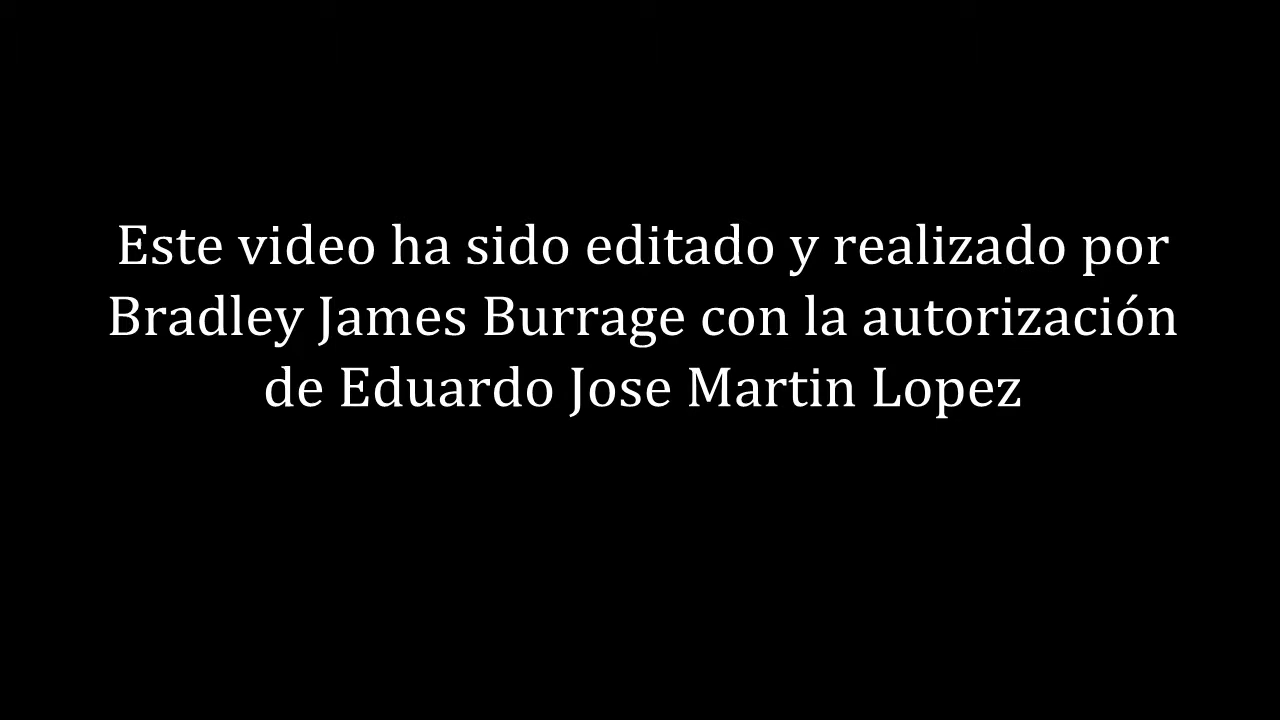 Este video ha sido editado y realizado por
Bradley James Burrage con la autorización
de Eduardo Jose Martin Lopez